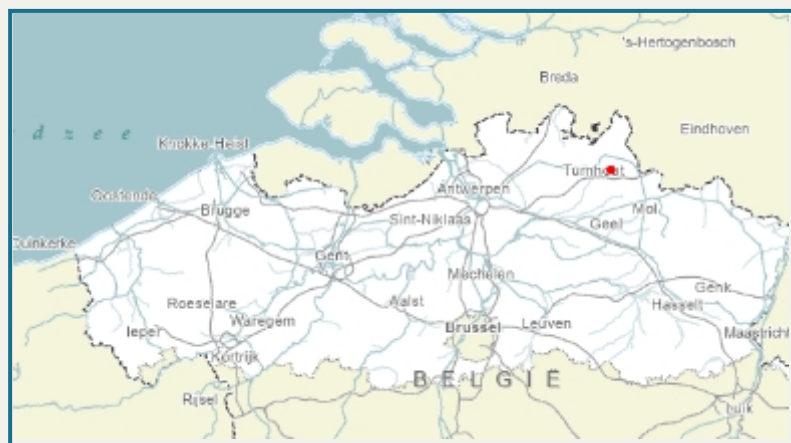 's-Hertogenbosch
Breda
d z e e
Eindhoven
Knokke-Heist
Turnhout
Oostende
Antwerpen
Brugge
Sint-Niklaas
Mol
Geel
Duinkerke
Gent
Mechelen
Genk
Roeselare
Aalst
Hasselt
Ieper
Waregem
Brussel
Leuven
Maastricht
Kortrijk
BELGIË
Rijsel
Luik